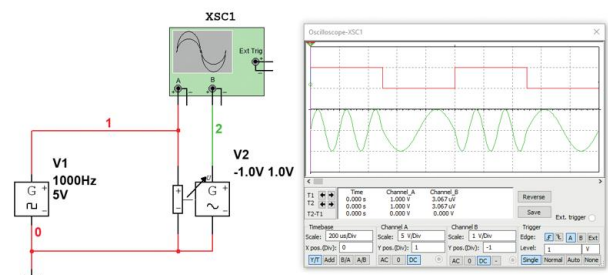 XSC1
Ext Trig
A
B
1
2
V1
1000Hz
5V
G
0
V2
-1.0V 1.0V
G
Oscilloscope-XSC1
Time Channel_A Channel_B
T1 0.000 s 1.000 V 3.067 uV
T2 0.000 s 1.000 V 3.067 uV
T2-T1 0.000 s 0.000 V 0.000 V
Reverse
Save
Ext. trigger
Timebase
Scale: 200 us/Div
X pos.(Div): 0
Y/T Add B/A A/B
Channel A
Scale: 5 V/Div
Y pos.(Div): 1
AC 0 DC
Channel B
Scale: 1 V/Div
Y pos.(Div): -1
AC 0 DC -
Trigger
Edge: A B Ext
Level: 1 V
Single Normal Auto None